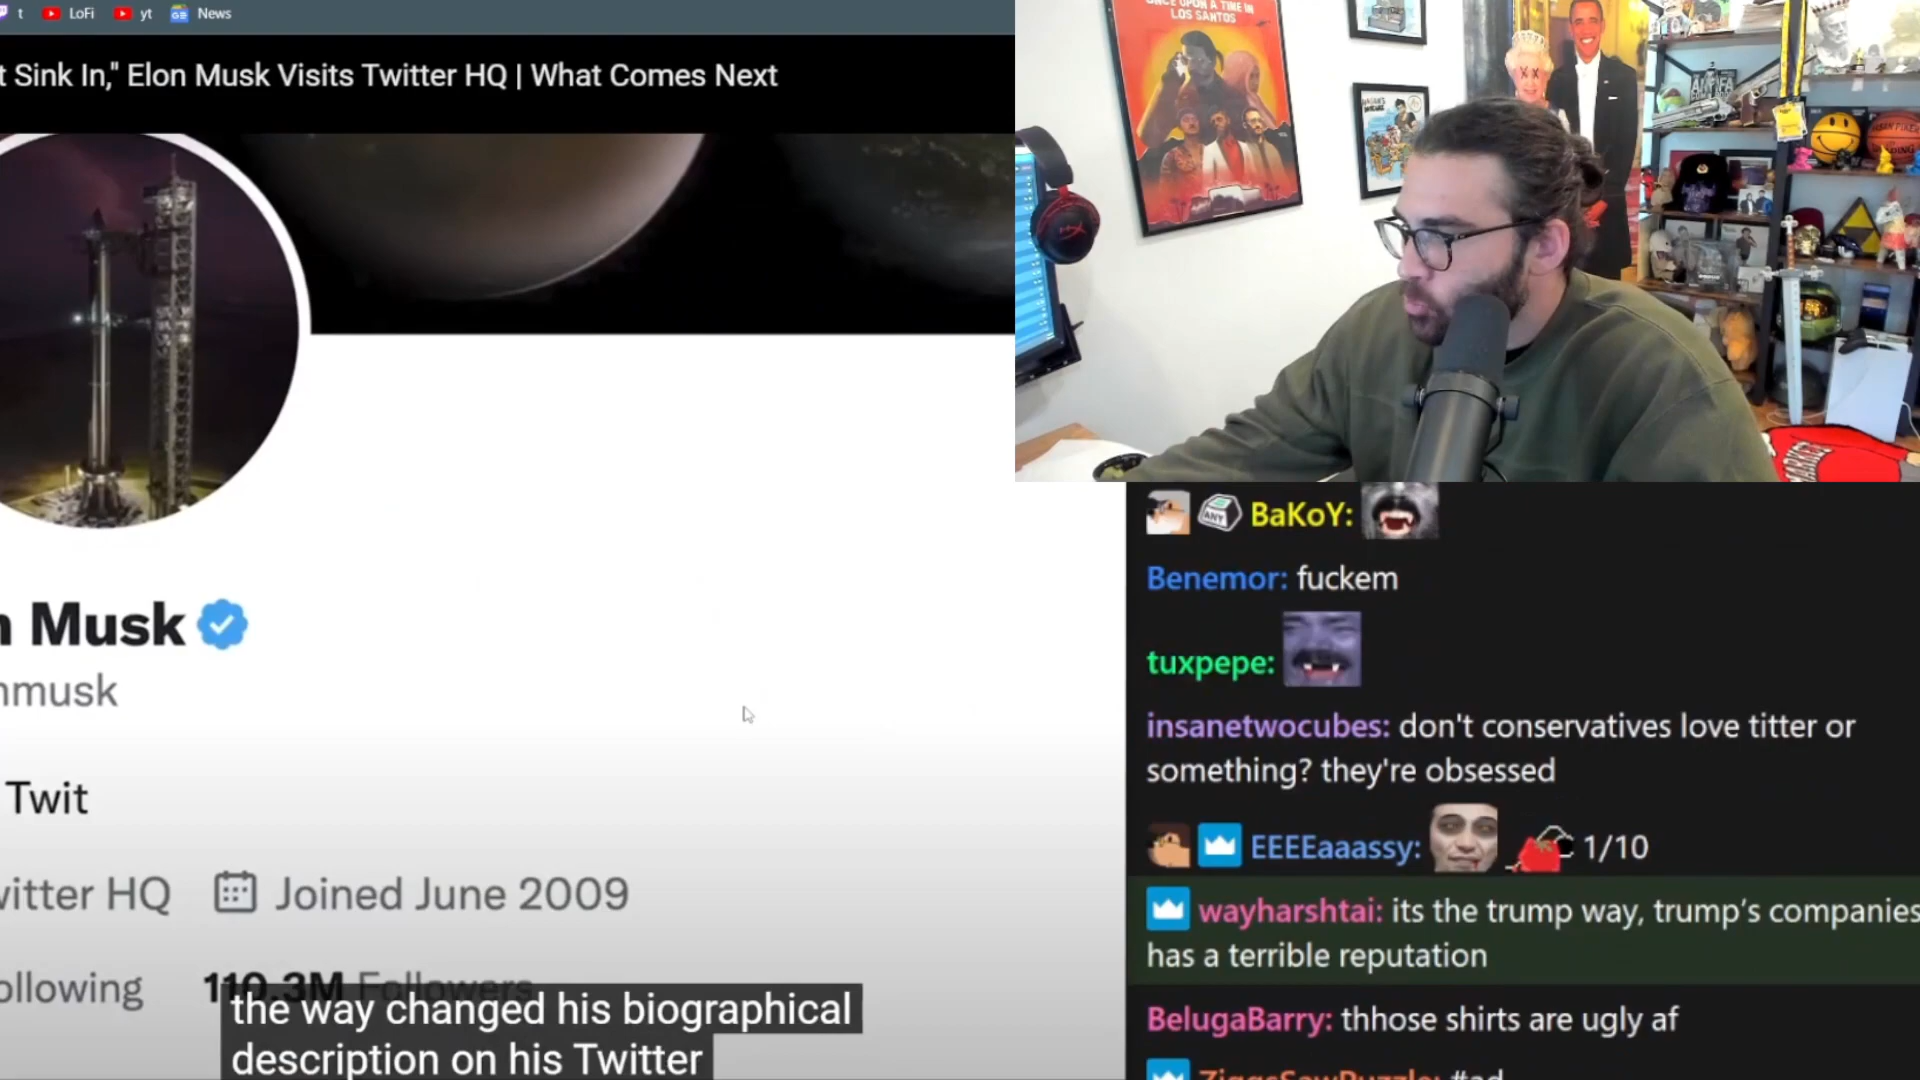 t LoFi yt News
t Sink In," Elon Musk Visits Twitter HQ | What Comes Next
ONCE UPON A TIME IN
LOS SANTOS
n Musk
nmusk
Twit
witter HQ Joined June 2009
ollowing 110.3M Followers
the way changed his biographical
description on his Twitter
ANY BaKoY:
Benemor: fuckem
tuxpepe:
insanetwocubes: don't conservatives love titter or
something? they're obsessed
EEEEaaassy: 1/10
wayharshtai: its the trump way, trump's companies
has a terrible reputation
BelugaBarry: thhose shirts are ugly af
ZiggsSawPuzzle: #ad